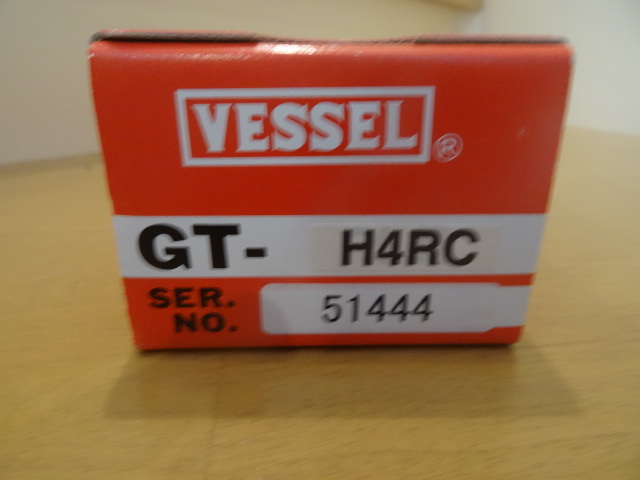 VESSEL®
GT- H4RC
SER. NO. 51444